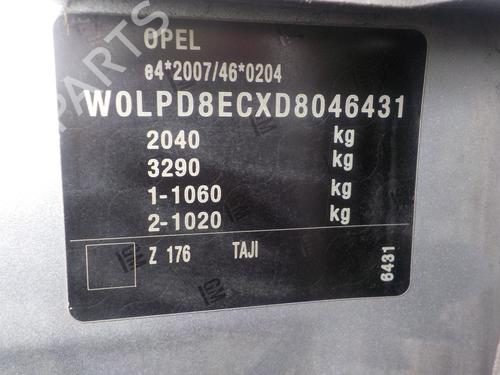 OPEL
e4*2007/46*0204
W0LPD8ECXD8046431
2040 kg
3290 kg
1-1060 kg
2-1020 kg
Z 176 TAJI
6431
PARTS